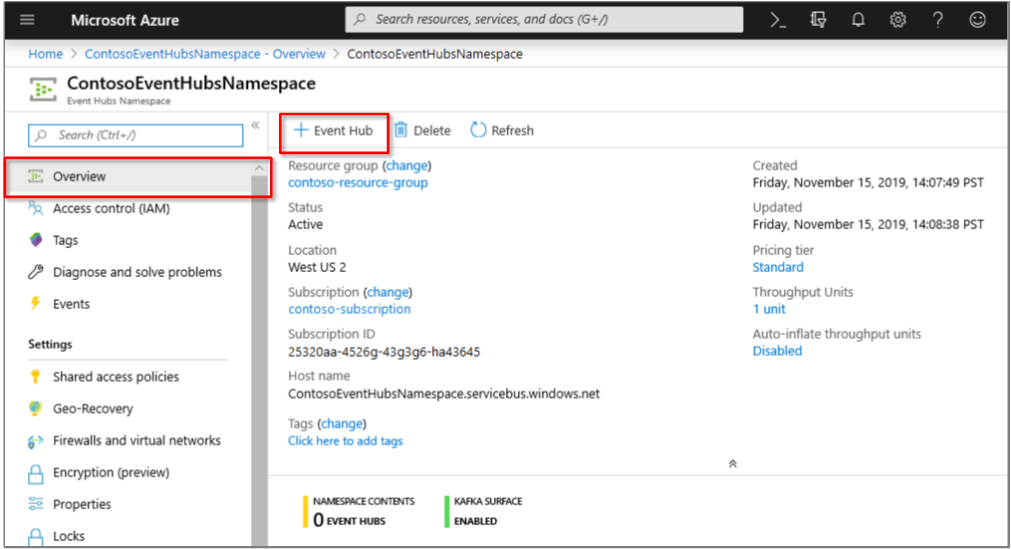 Microsoft Azure
Search resources, services, and docs (G+/)
Home > ContosoEventHubsNamespace - Overview > ContosoEventHubsNamespace
ContosoEventHubsNamespace
Event Hubs Namespace
Search (Ctrl+/)
Overview
Access control (IAM)
Tags
Diagnose and solve problems
Events
Settings
Shared access policies
Geo-Recovery
Firewalls and virtual networks
Encryption (preview)
Properties
Locks
+ Event Hub
Delete
Refresh
Resource group (change)
contoso-resource-group
Status
Active
Location
West US 2
Subscription (change)
contoso-subscription
Subscription ID
25320aa-4526g-43g3g6-ha43645
Host name
ContosoEventHubsNamespace.servicebus.windows.net
Tags (change)
Click here to add tags
Created
Friday, November 15, 2019, 14:07:49 PST
Updated
Friday, November 15, 2019, 14:08:38 PST
Pricing tier
Standard
Throughput Units
1 unit
Auto-inflate throughput units
Disabled
NAMESPACE CONTENTS
0 EVENT HUBS
KAFKA SURFACE
ENABLED